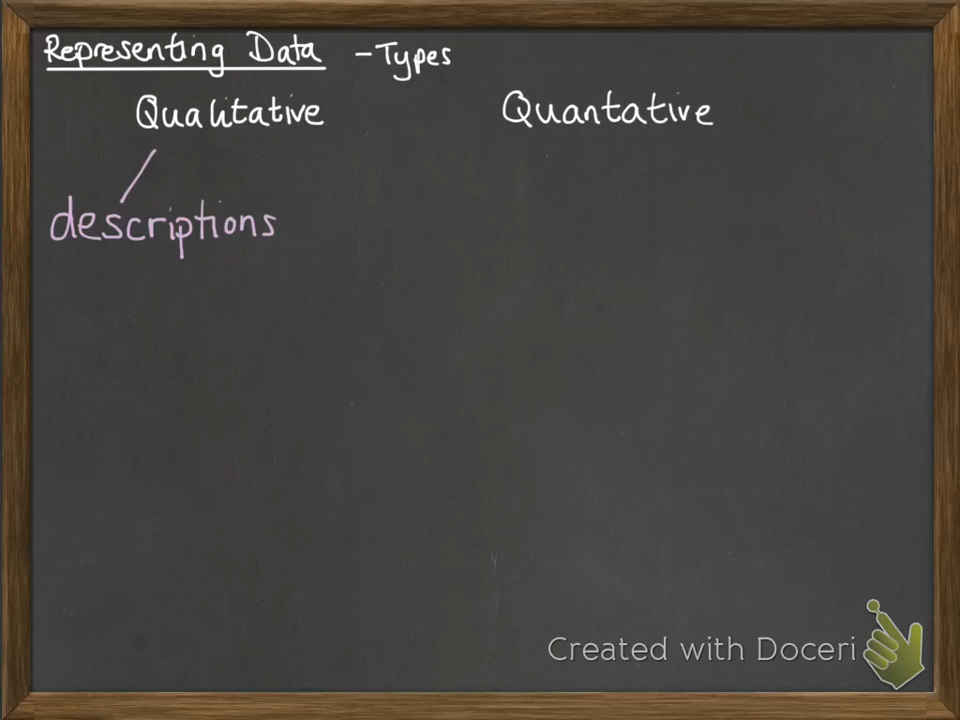 Representing Data - Types
Qualitative Quantative
descriptions
Created with Doceri